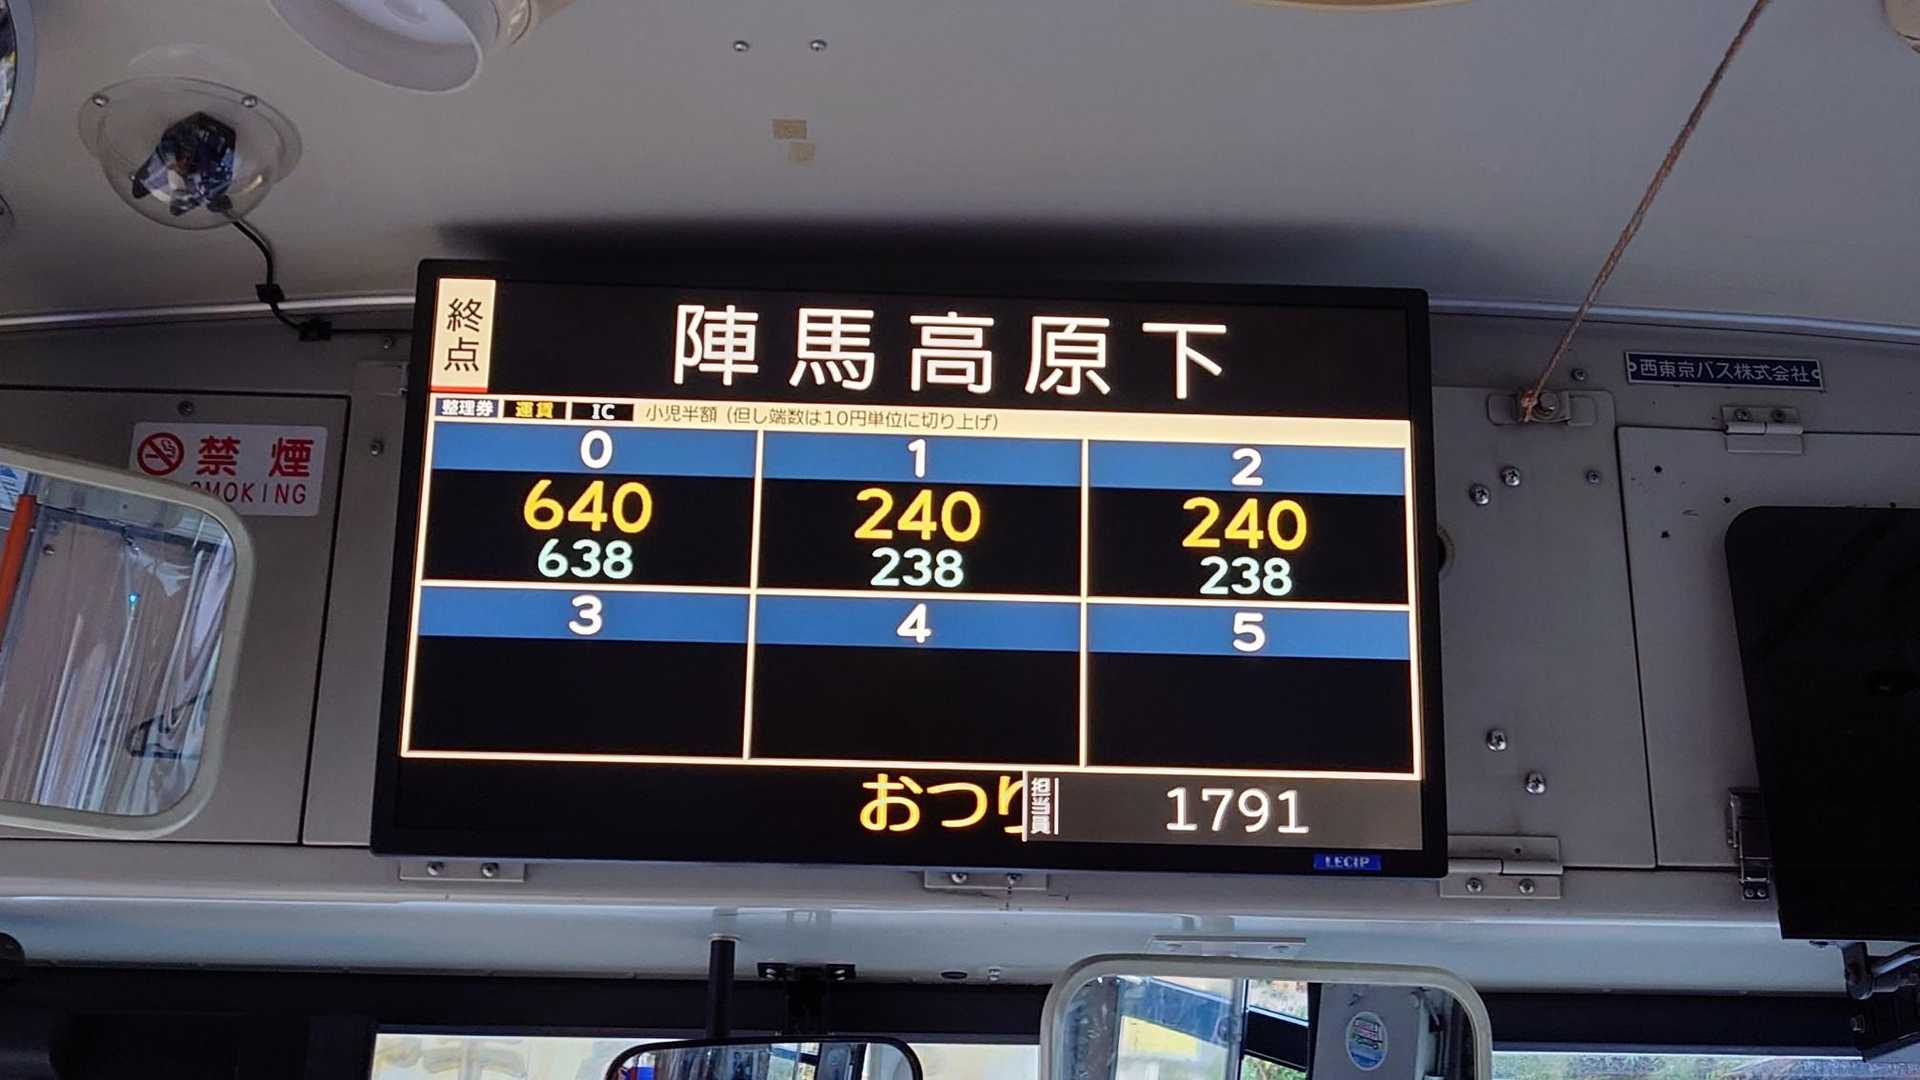 終点
陣馬高原下
整理券 運賃 IC 小児半額(但し端数は10円単位に切り上げ)
0 1 2
640 240 240
638 238 238
3 4 5
おつり
担当員 1791
LECIP
禁煙
SMOKING
西東京バス株式会社